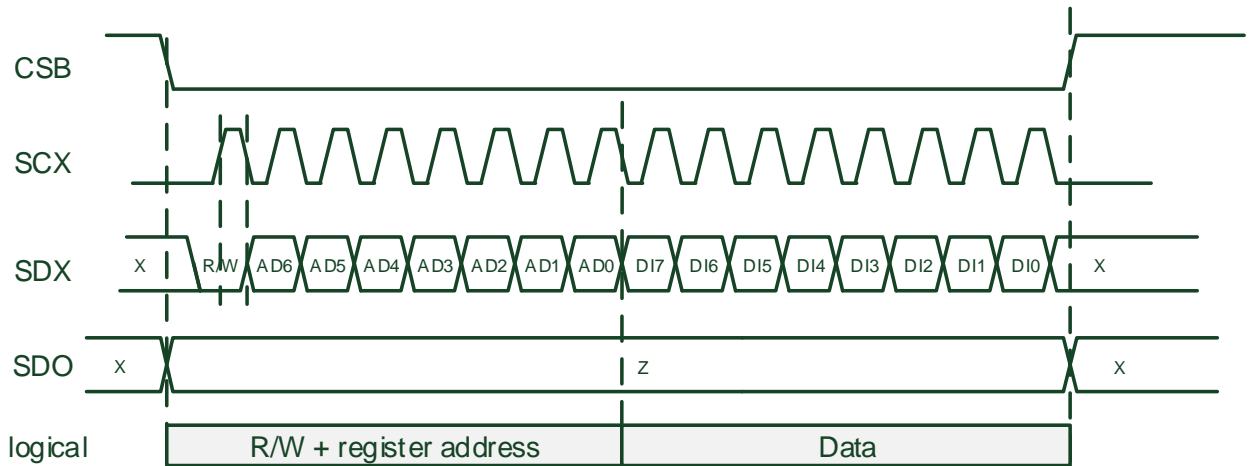 CSB
SCX
SDX X R/W AD6 AD5 AD4 AD3 AD2 AD1 AD0 DI7 DI6 DI5 DI4 DI3 DI2 DI1 DI0 X
SDO X Z X
logical R/W + register address Data